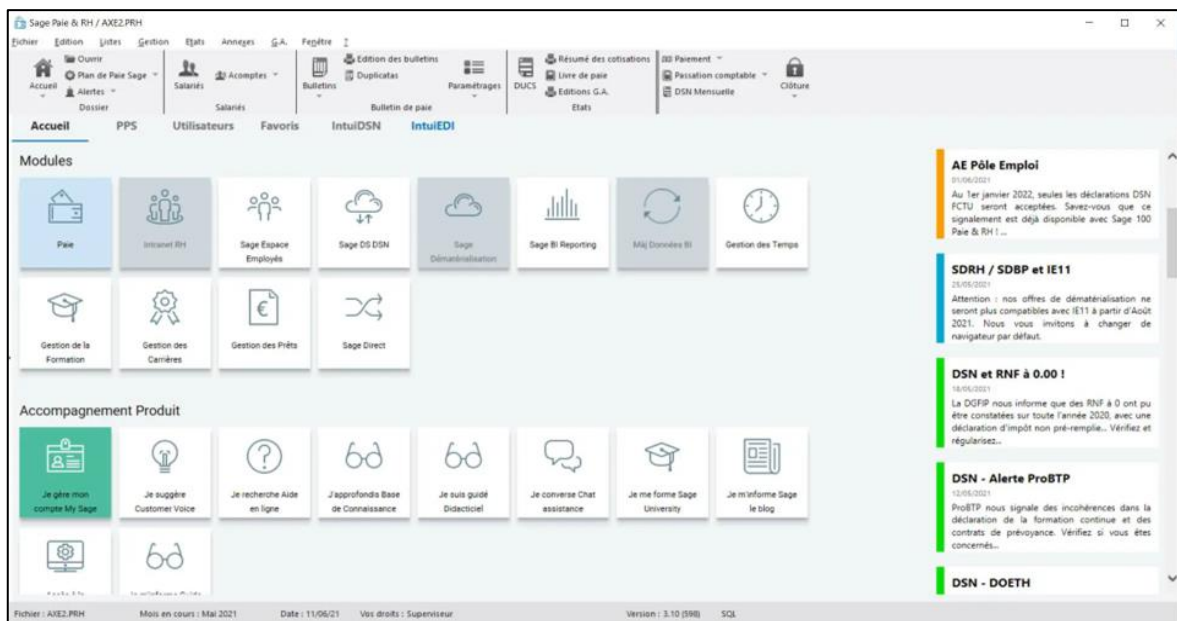 Sage Paie & RH / AXE2.PRH
Fichier Edition Listes Gestion Etats Annexes G.A. Fenêtre ?
Accueil
Ouvrir
Plan de Paie Sage
Alertes
Dossier
Salariés
Acomptes
Salariés
Bulletins
Edition des bulletins
Duplicatas
Paramétrages
Bulletin de paie
DUCS
Résumé des cotisations
Livre de paie
Editions G.A.
Etats
Paiement
Passation comptable
DSN Mensuelle
Clôture
Accueil PPS Utilisateurs Favoris IntuiDSN IntuiEDI
Modules
Paie
Intranet RH
Sage Espace
Employés
Sage DS DSN
Sage
Dématérialisation
Sage BI Reporting
Màj Données BI
Gestion des Temps
Gestion de la
Formation
Gestion des
Carrières
Gestion des Prêts
Sage Direct
Accompagnement Produit
Je gère mon
compte My Sage
Je suggère
Customer Voice
Je recherche Aide
en ligne
J'approfondis Base
de Connaissance
Je suis guidé
Didacticiel
Je converse Chat
assistance
Je me forme Sage
University
Je m'informe Sage
le blog
AE Pôle Emploi
01/06/2021
Au 1er janvier 2022, seules les déclarations DSN
FCTU seront acceptées. Savez-vous que ce
signalement est déjà disponible avec Sage 100
Paie & RH ! ...
SDRH / SDBP et IE11
25/05/2021
Attention : nos offres de dématérialisation ne
seront plus compatibles avec IE11 à partir d'Août
2021. Nous vous invitons à changer de
navigateur par défaut.
DSN et RNF à 0.00 !
18/05/2021
La DGFIP nous informe que des RNF à 0 ont pu
être constatées sur toute l'année 2020, avec une
déclaration d'impôt non pré-remplie... Vérifiez et
régularisez...
DSN - Alerte ProBTP
12/05/2021
ProBTP nous signale des incohérences dans la
déclaration de la formation continue et des
contrats de prévoyance. Vérifiez si vous êtes
concernés...
DSN - DOETH
Fichier : AXE2.PRH Mois en cours : Mai 2021 Date : 11/06/21 Vos droits : Superviseur Version : 3.10 (598) SQL